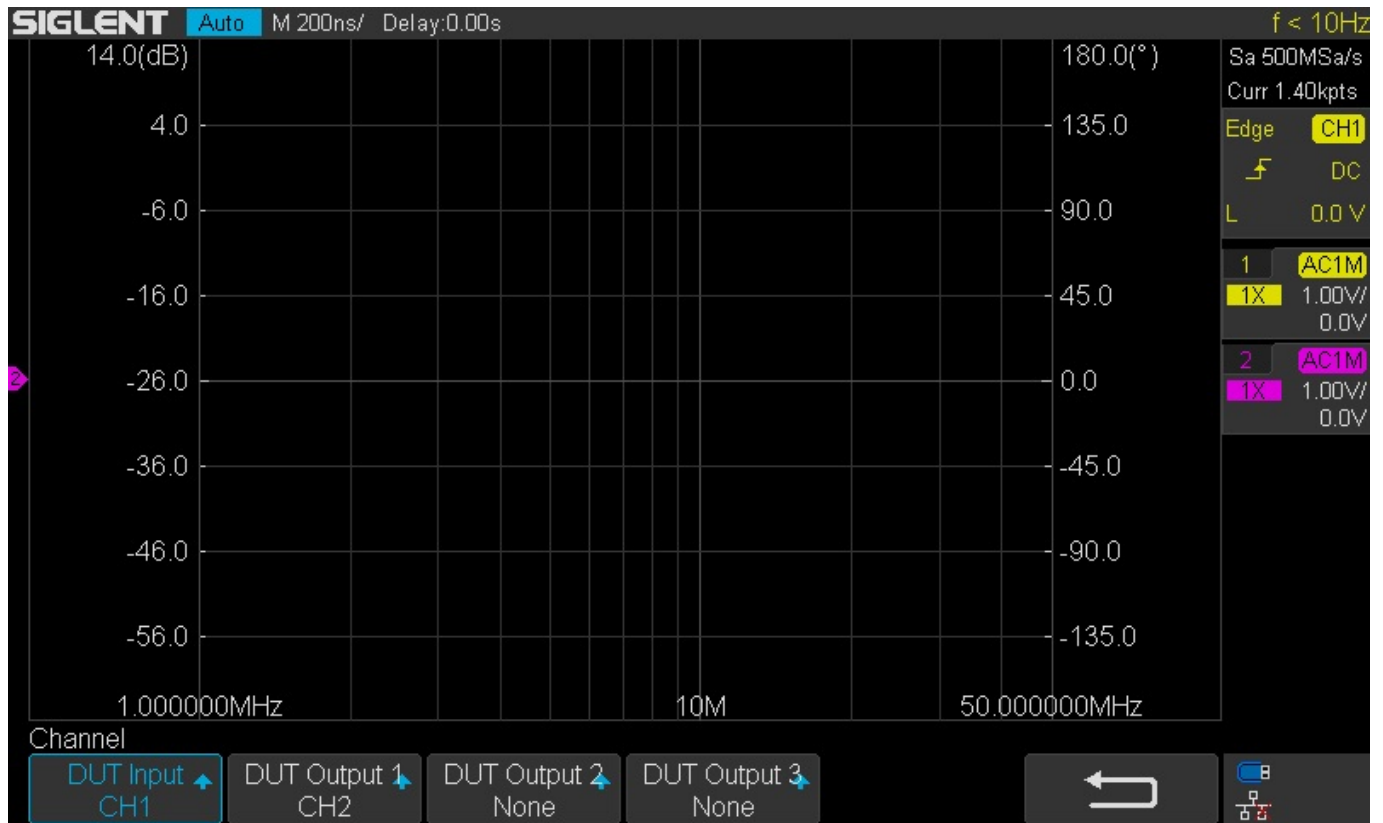 SIGLENT Auto M 200ns/ Delay:0.00s f < 10Hz
14.0(dB) 180.0(°) Sa 500MSa/s
Curr 1.40kpts
4.0 135.0 Edge CH1
DC
-6.0 90.0 L 0.0 V
1 AC1M
-16.0 45.0 1X 1.00V/
0.0V
2 AC1M
2 -26.0 0.0 1X 1.00V/
0.0V
-36.0 -45.0
-46.0 -90.0
-56.0 -135.0
1.000000MHz 10M 50.000000MHz
Channel
DUT Input DUT Output 1 DUT Output 2 DUT Output 3
CH1 CH2 None None